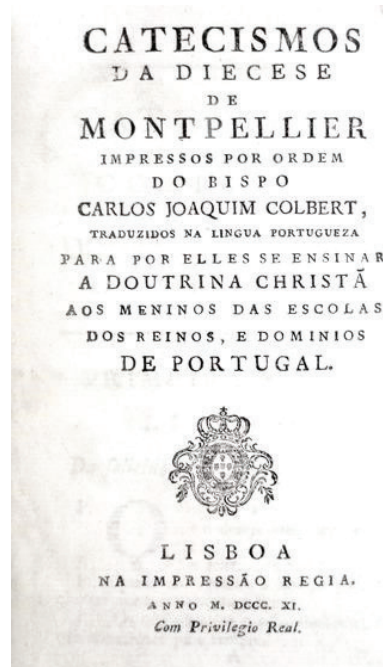 CATECISMOS
DA DIECESE
DE
MONTPELLIER
IMPRESSOS POR ORDEM
DO BISPO
CARLOS JOAQUIM COLBERT,
TRADUZIDOS NA LINGUA PORTUGUEZA
PARA POR ELLES SE ENSINAR
A DOUTRINA CHRISTÃ
AOS MENINOS DAS ESCOLAS
DOS REINOS, E DOMINIOS
DE PORTUGAL.
LISBOA
NA IMPRESSÃO REGIA.
ANNO M. DCCC. XI.
Com Privilegio Real.